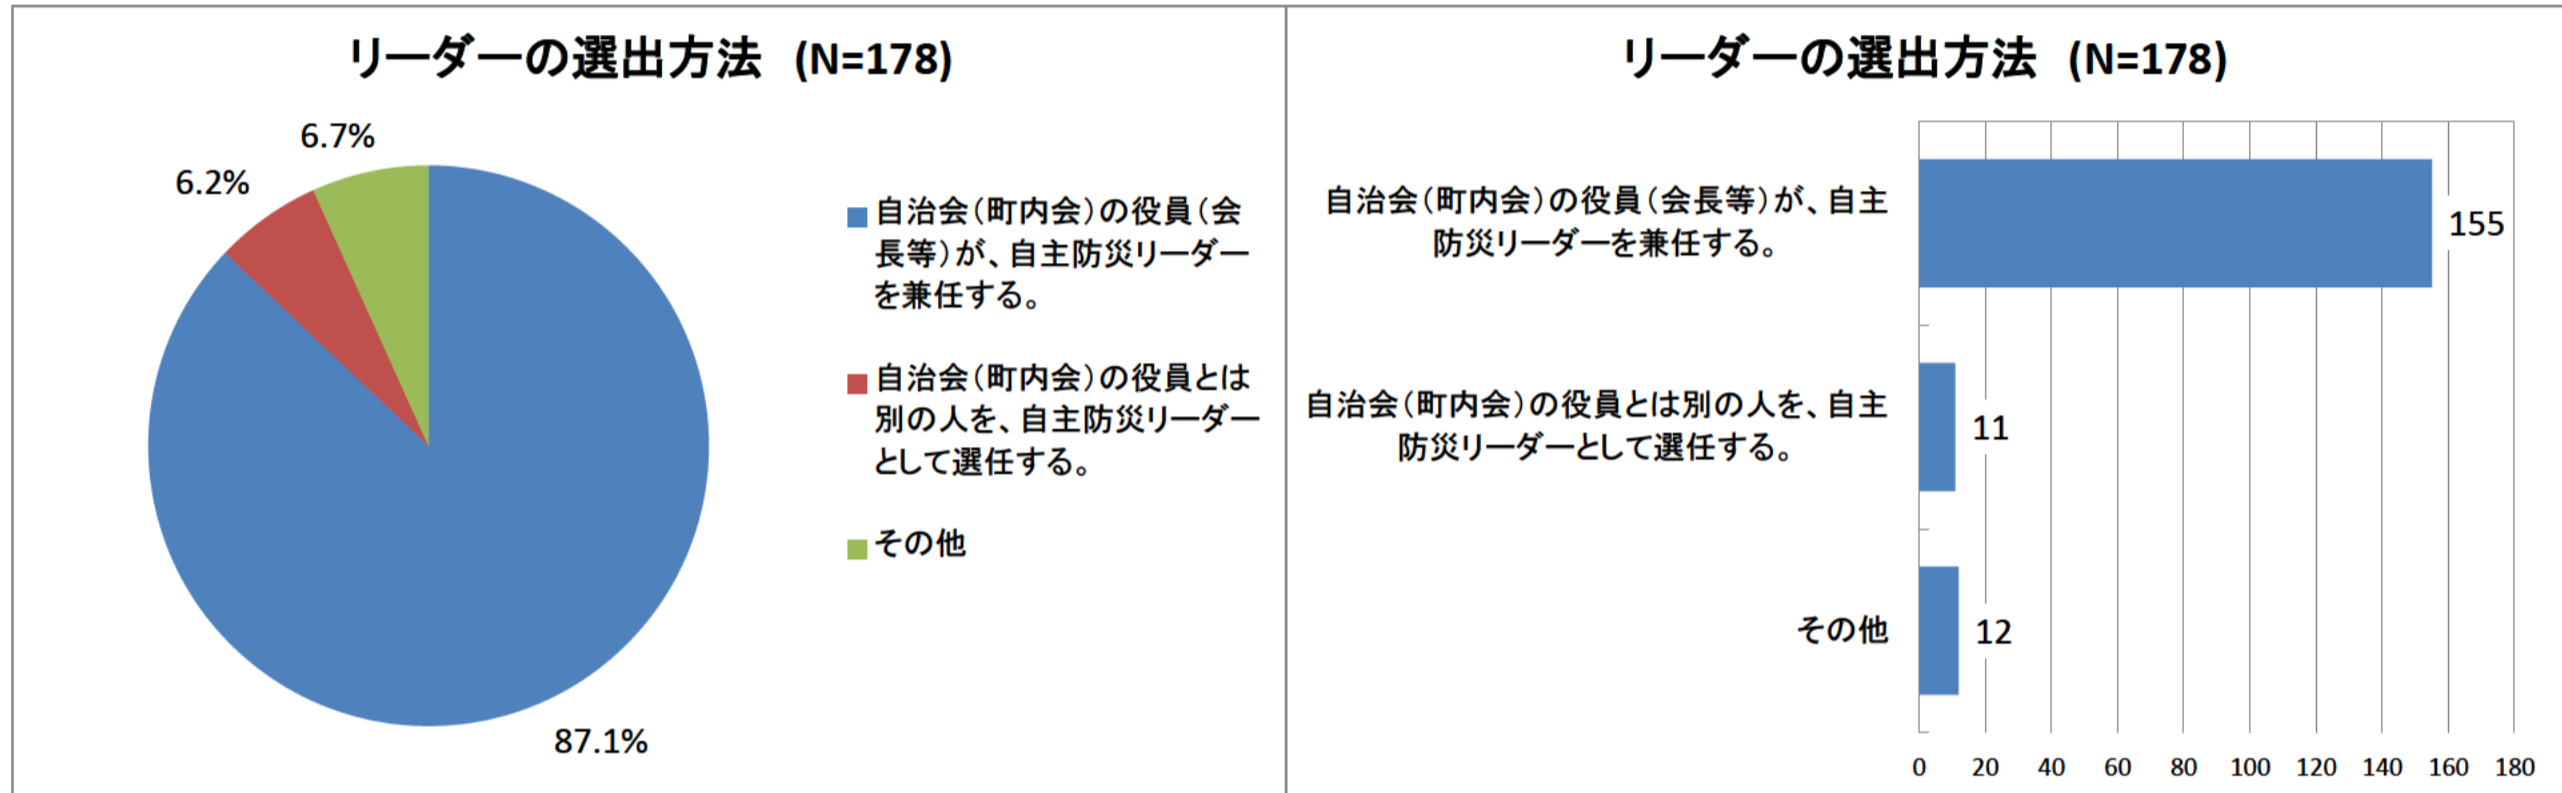 リーダーの選出方法 (N=178)
6.7%
6.2%
87.1%
自治会(町内会)の役員(会
長等)が、自主防災リーダー
を兼任する。
自治会(町内会)の役員とは
別の人を、自主防災リーダー
として選任する。
その他
リーダーの選出方法 (N=178)
自治会(町内会)の役員(会長等)が、自主
防災リーダーを兼任する。
155
自治会(町内会)の役員とは別の人を、自主
防災リーダーとして選任する。
11
その他
12
0 20 40 60 80 100 120 140 160 180